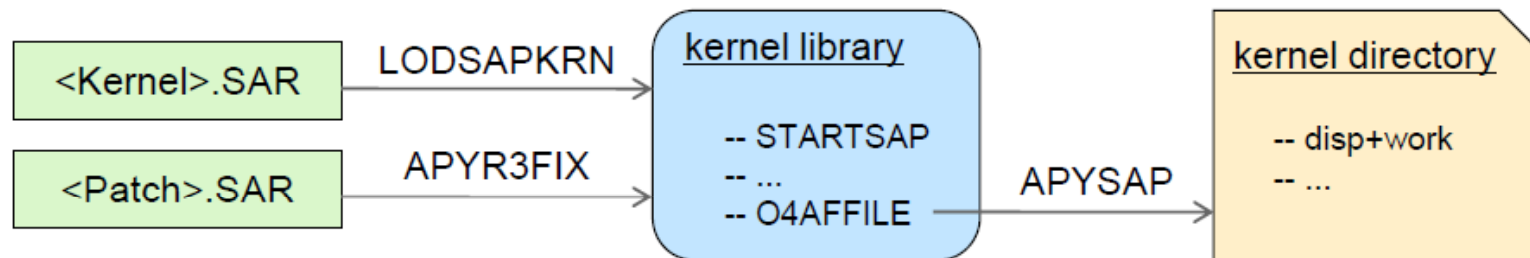 <Kernel>.SAR
LODSAPKRN
<Patch>.SAR
APYR3FIX
kernel library
-- STARTSAP
-- ...
-- O4AFFILE
APYSAP
kernel directory
-- disp+work
-- ...